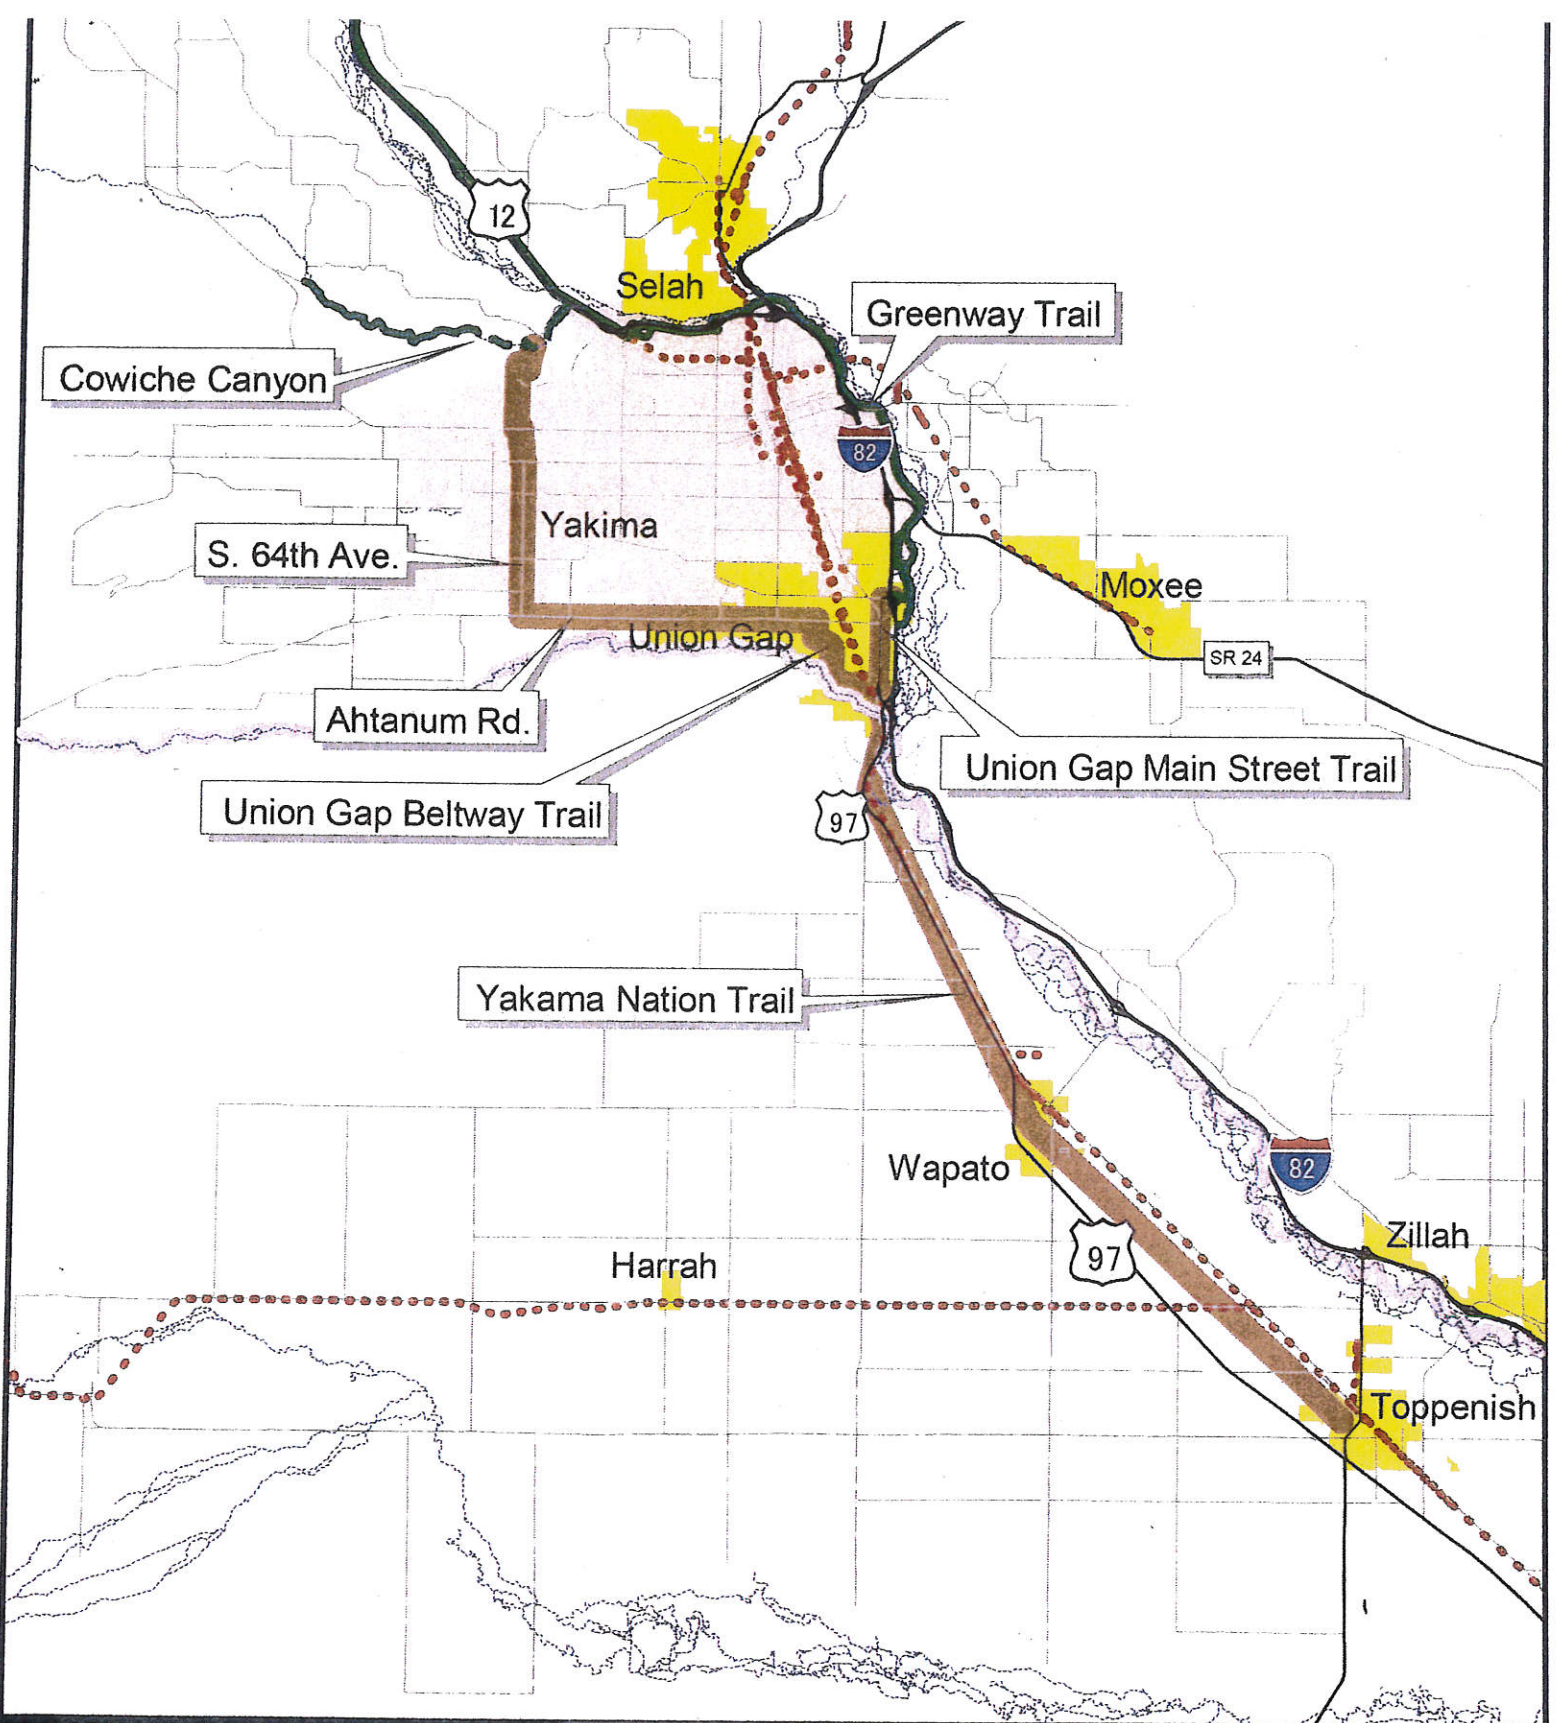 12
Selah
Greenway Trail
Cowiche Canyon
82
Yakima
S. 64th Ave.
Moxee
Union Gap
SR 24
Ahtanum Rd.
Union Gap Main Street Trail
Union Gap Beltway Trail
97
Yakama Nation Trail
Wapato
82
Zillah
97
Harrah
Toppenish